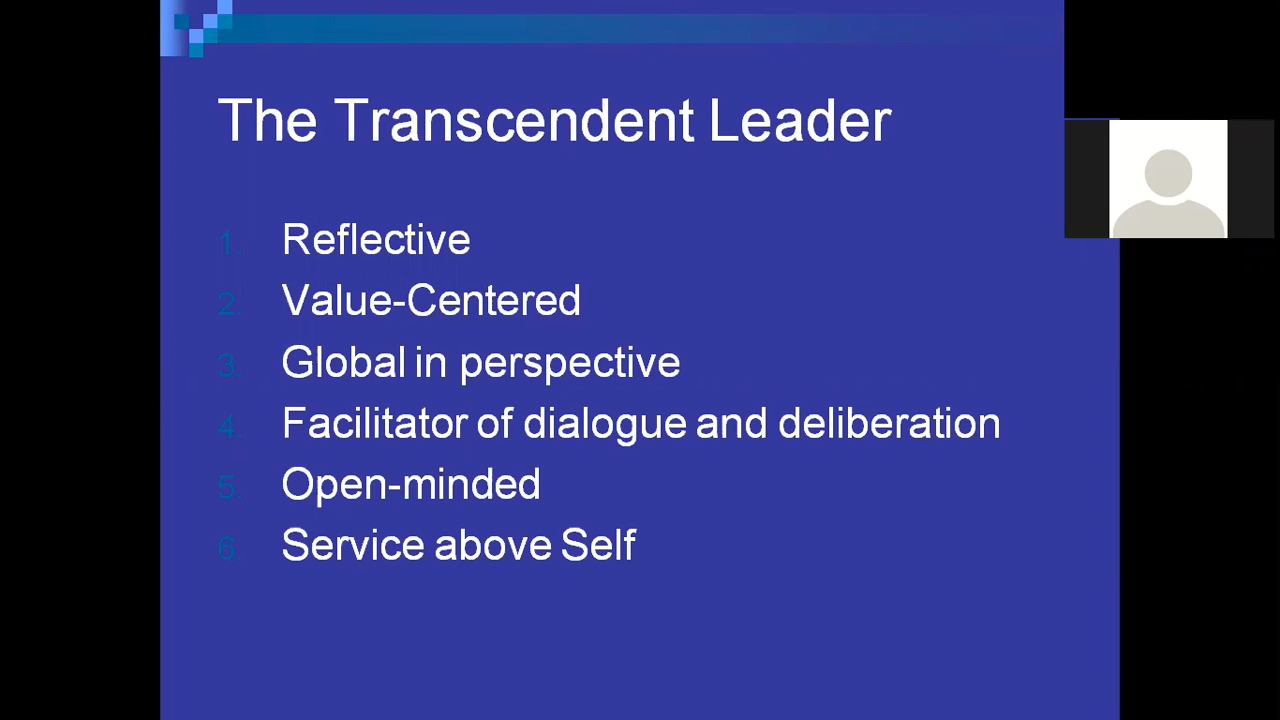 The Transcendent Leader
1. Reflective
2. Value-Centered
3. Global in perspective
4. Facilitator of dialogue and deliberation
5. Open-minded
6. Service above Self